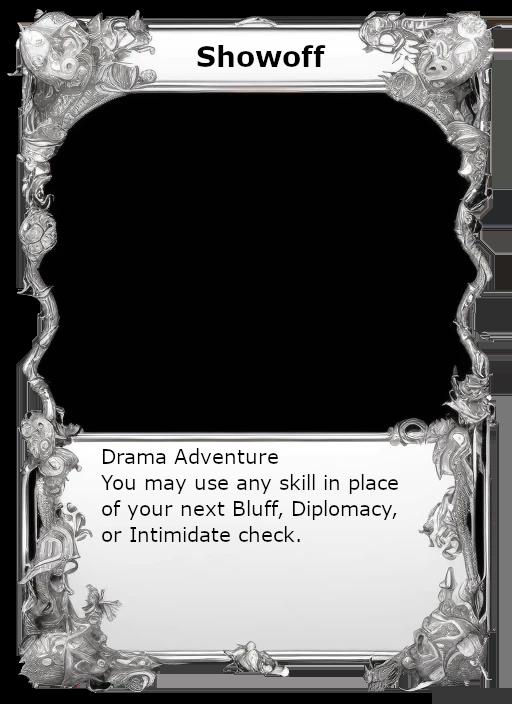 Showoff
Drama Adventure
You may use any skill in place
of your next Bluff, Diplomacy,
or Intimidate check.